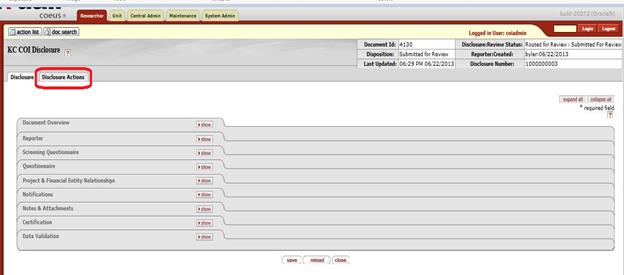 coeus
Researcher Unit Central Admin Maintenance System Admin
build-20272 (Oracle9i)
action list doc search
Logged in User: coiadmin
Login Logout
KC COI Disclosure ?
Document Id: 4130 Disclosure:Review Status: Routed for Review : Submitted For Review
Disposition: Submitted for Review Reporter:Created: byler:06/22/2013
Last Updated: 06:29 PM 06/22/2013 Disclosure Number: 1000000003
Disclosure Disclosure Actions
expand all collapse all
* required field
?
Document Overview show
Reporter show
Screening Questionnaire show
Questionnaire show
Project & Financial Entity Relationships show
Notifications show
Notes & Attachments show
Certification show
Data Validation show
save reload close